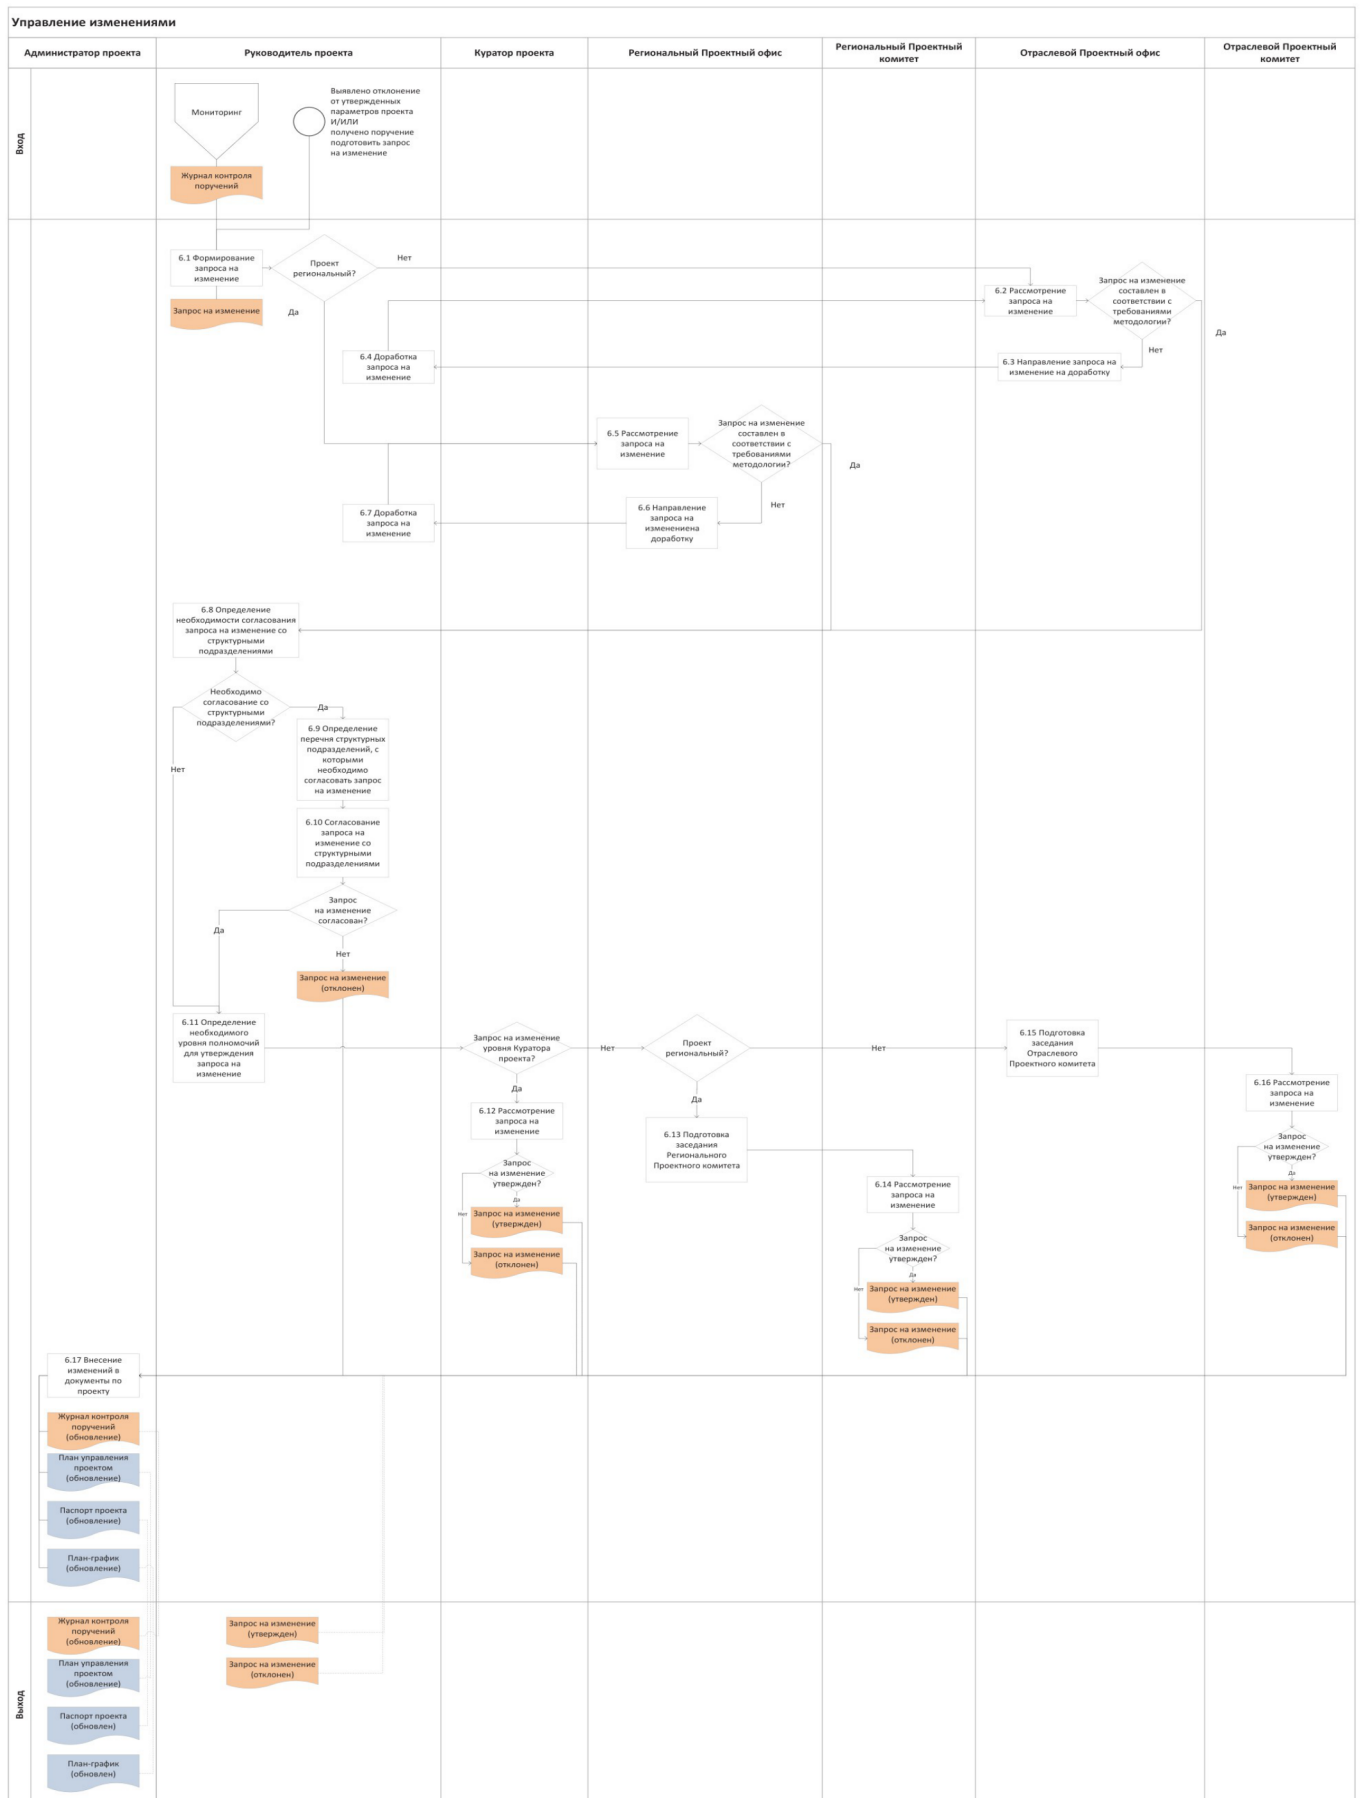 Управление изменениями
Администратор проекта
Руководитель проекта
Куратор проекта
Региональный Проектный офис
Региональный Проектный
комитет
Отраслевой Проектный офис
Отраслевой Проектный
комитет
Вход
Мониторинг
Выявлено отклонение
от утвержденных
параметров проекта
И/ИЛИ
получено поручение
подготовить запрос
на изменение
Журнал контроля
поручений
6.1 Формирование
запроса на
изменение
Проект
региональный?
Нет
Да
Запрос на изменение
6.2 Рассмотрение
запроса на
изменение
Запрос на изменение
составлен в
соответствии с
требованиями
методологии?
Да
Нет
6.3 Направление запроса на
изменение на доработку
6.4 Доработка
запроса на
изменение
6.5 Рассмотрение
запроса на
изменение
Запрос на изменение
составлен в
соответствии с
требованиями
методологии?
Да
Нет
6.6 Направление
запроса на
изменениена
доработку
6.7 Доработка
запроса на
изменение
6.8 Определение
необходимости согласования
запроса на изменение со
структурными
подразделениями
Необходимо
согласование со
структурными
подразделениями?
Да
Нет
6.9 Определение
перечня структурных
подразделений, с
которыми
необходимо
согласовать запрос
на изменение
6.10 Согласование
запроса на
изменение со
структурными
подразделениями
Запрос
на изменение
согласован?
Да
Нет
Запрос на изменение
(отклонен)
6.11 Определение
необходимого
уровня полномочий
для утверждения
запроса на
изменение
Запрос на изменение
уровня Куратора
проекта?
Нет
Да
Проект
региональный?
Нет
Да
6.15 Подготовка
заседания
Отраслевого
Проектного комитета
6.16 Рассмотрение
запроса на
изменение
Запрос
на изменение
утвержден?
Да
Нет
Запрос на изменение
(утвержден)
Запрос на изменение
(отклонен)
6.12 Рассмотрение
запроса на
изменение
Запрос
на изменение
утвержден?
Да
Нет
Запрос на изменение
(утвержден)
Запрос на изменение
(отклонен)
6.13 Подготовка
заседания
Регионального
Проектного комитета
6.14 Рассмотрение
запроса на
изменение
Запрос
на изменение
утвержден?
Да
Нет
Запрос на изменение
(утвержден)
Запрос на изменение
(отклонен)
6.17 Внесение
изменений в
документы по
проекту
Журнал контроля
поручений
(обновление)
План управления
проектом
(обновление)
Паспорт проекта
(обновление)
План-график
(обновление)
Выход
Журнал контроля
поручений
(обновление)
План управления
проектом
(обновление)
Паспорт проекта
(обновлен)
План-график
(обновлен)
Запрос на изменение
(утвержден)
Запрос на изменение
(отклонен)